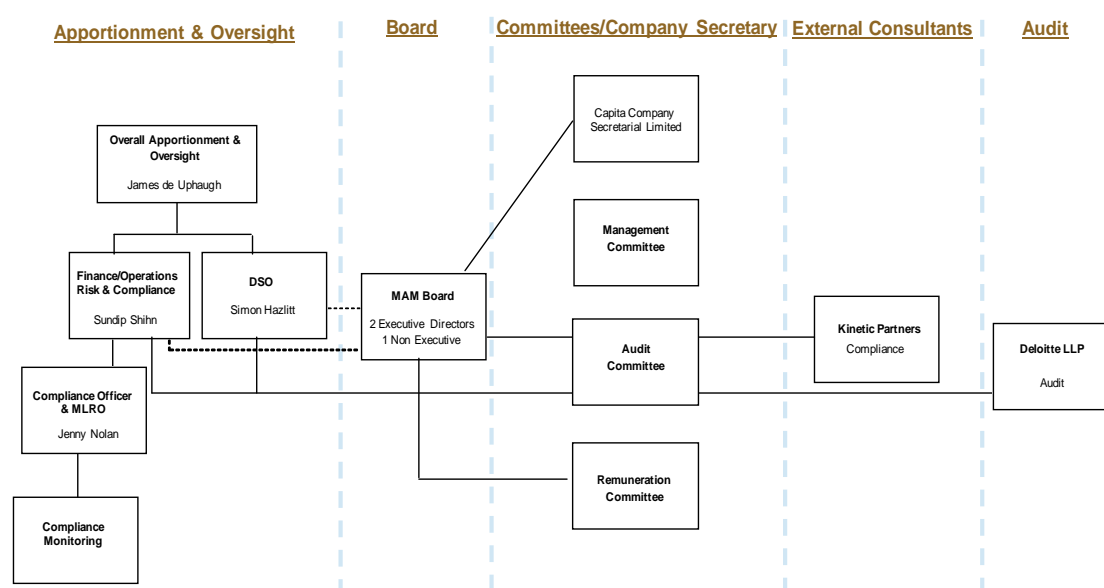 Apportionment & Oversight
Board
Committees/Company Secretary
External Consultants
Audit
Overall Apportionment &
Oversight
James de Uphaugh
Finance/Operations
Risk & Compliance
Sundip Shihn
DSO
Simon Hazlitt
Compliance Officer
& MLRO
Jenny Nolan
Compliance
Monitoring
MAM Board
2 Executive Directors
1 Non Executive
Capita Company
Secretarial Limited
Management
Committee
Audit
Committee
Remuneration
Committee
Kinetic Partners
Compliance
Deloitte LLP
Audit